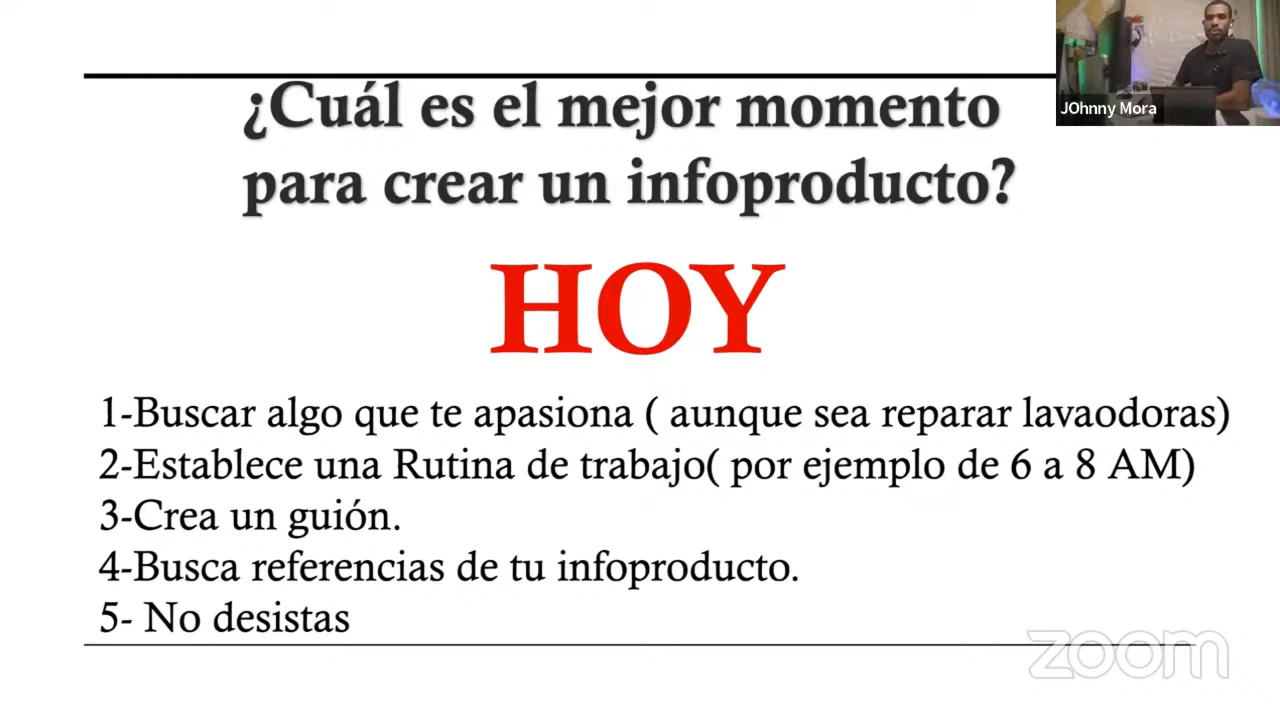 JOhnny Mora
¿Cuál es el mejor momento
para crear un infoproducto?
HOY
1-Buscar algo que te apasiona ( aunque sea reparar lavaodoras)
2-Establece una Rutina de trabajo( por ejemplo de 6 a 8 AM)
3-Crea un guión.
4-Busca referencias de tu infoproducto.
5- No desistas
zoom